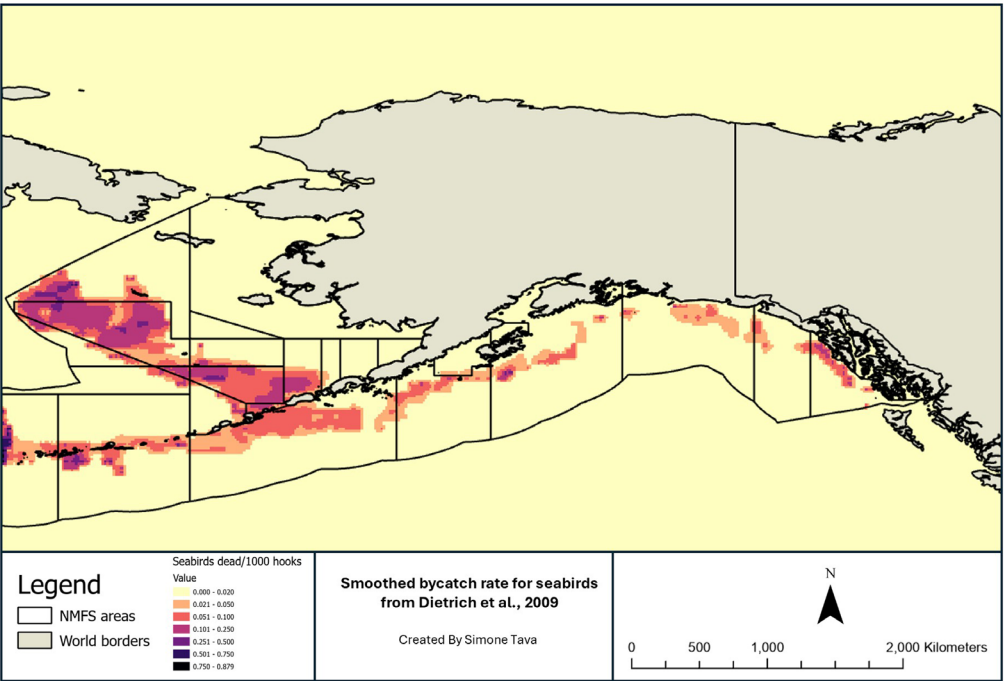 Legend
NMFS areas
World borders
Seabirds dead/1000 hooks
Value
0.000 - 0.020
0.021 - 0.050
0.051 - 0.100
0.101 - 0.250
0.251 - 0.500
0.501 - 0.750
0.750 - 0.879
Smoothed bycatch rate for seabirds
from Dietrich et al., 2009
Created By Simone Tava
N
0 500 1,000 2,000 Kilometers